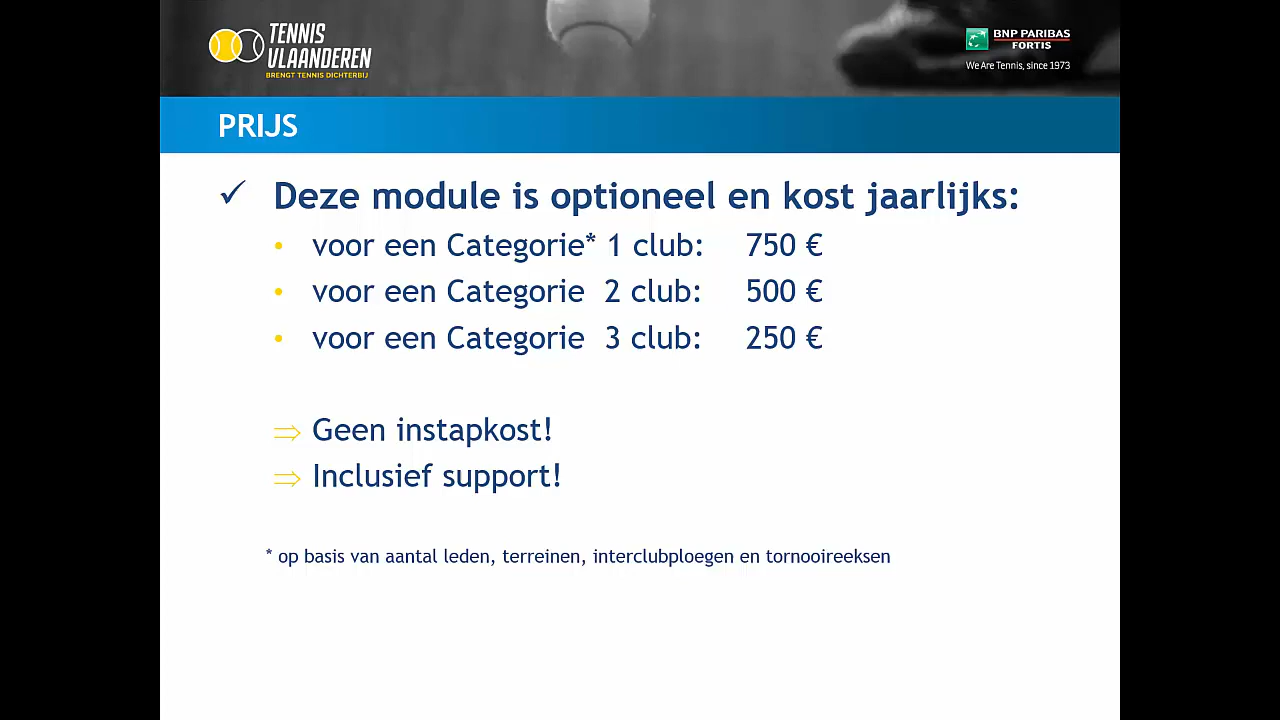 TENNIS
VLAANDEREN
BRENGT TENNIS DICHTERBIJ
BNP PARIBAS
FORTIS
We Are Tennis, since 1973
PRIJS
✓ Deze module is optioneel en kost jaarlijks:
• voor een Categorie* 1 club: 750 €
• voor een Categorie 2 club: 500 €
• voor een Categorie 3 club: 250 €
⇒ Geen instapkost!
⇒ Inclusief support!
* op basis van aantal leden, terreinen, interclubploegen en tornooireeksen